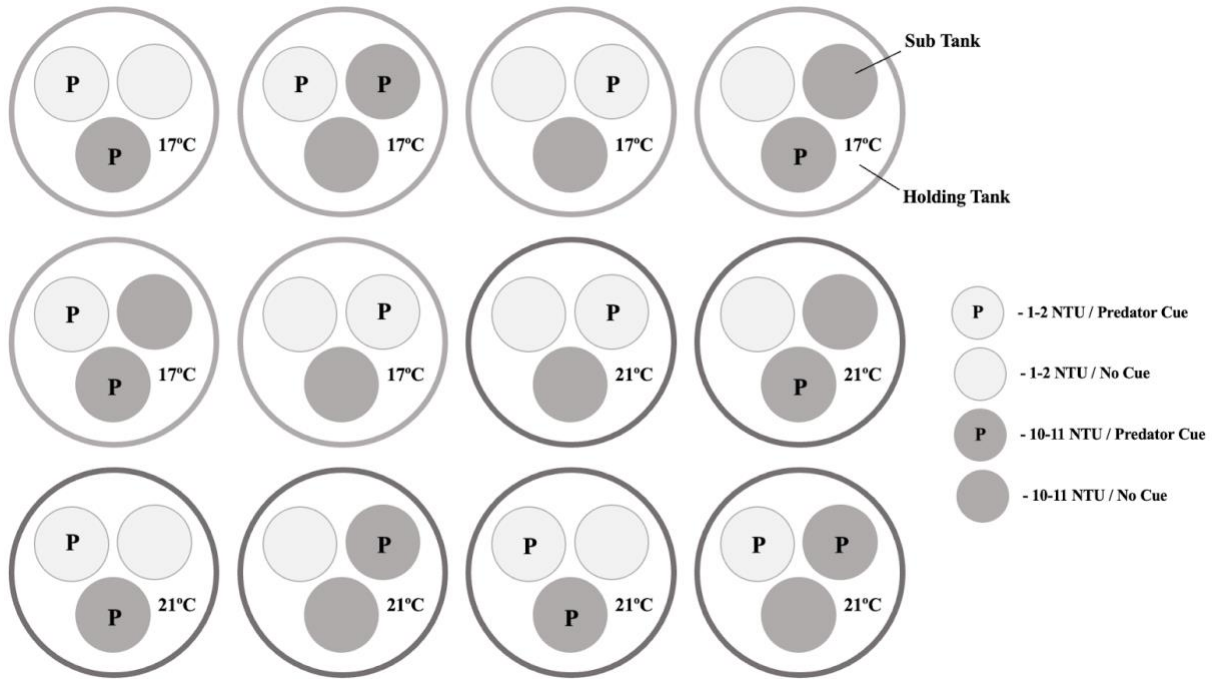 Sub Tank
P
P P
P
P 17ºC
17ºC
17ºC
P 17ºC
Holding Tank
P
P
P
P 17ºC
17ºC
21ºC
P 21ºC
P - 1-2 NTU / Predator Cue
- 1-2 NTU / No Cue
P - 10-11 NTU / Predator Cue
- 10-11 NTU / No Cue
P
P
P
P P
P 21ºC
21ºC
P 21ºC
21ºC